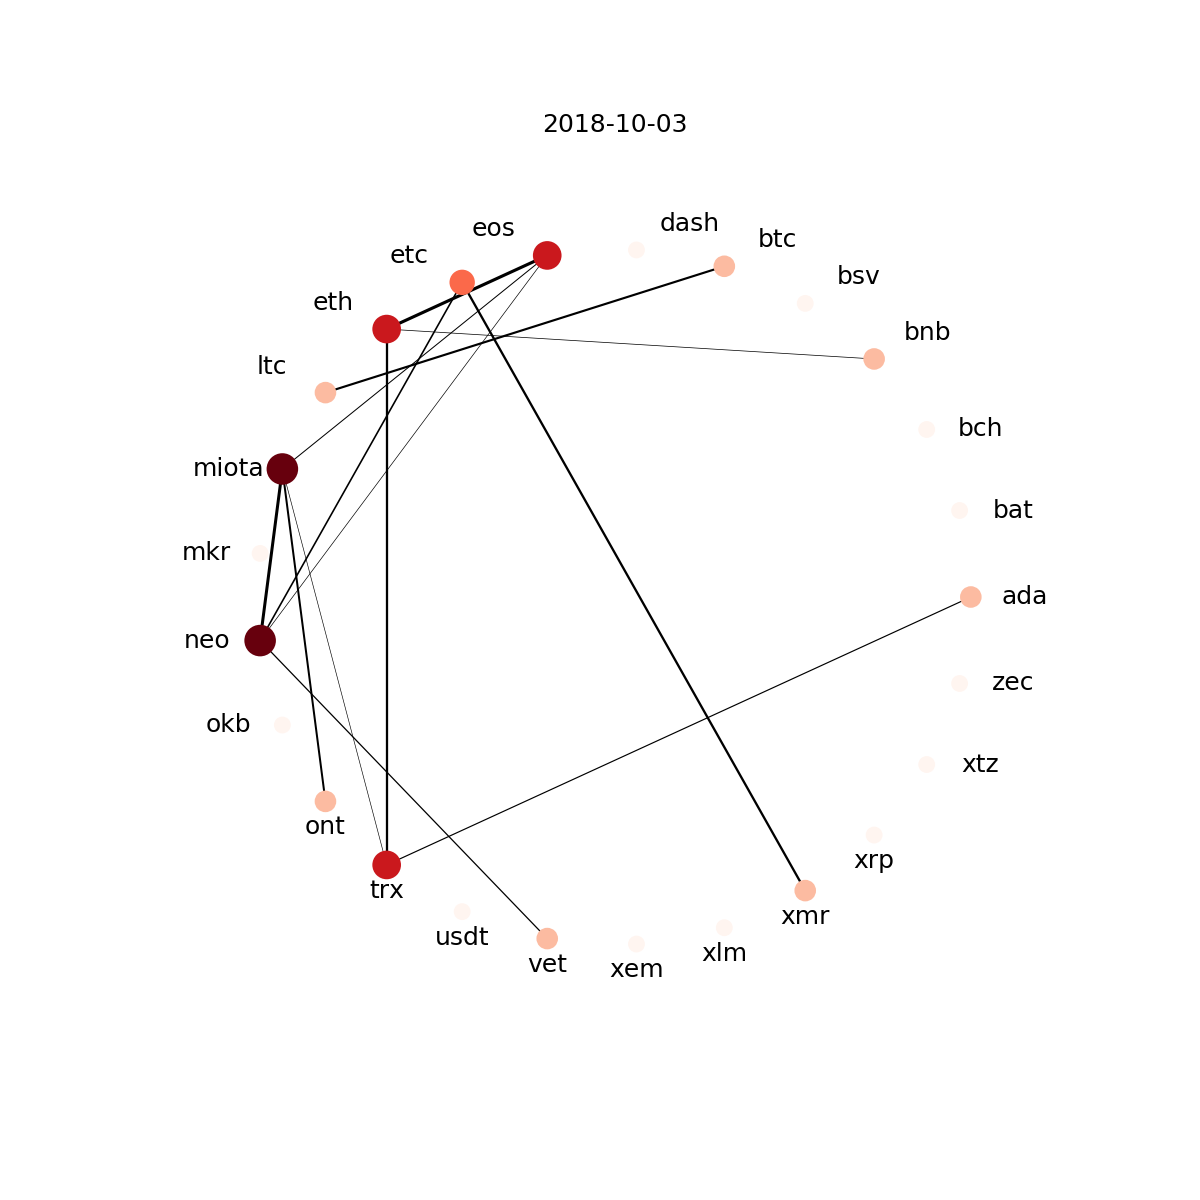 2018-10-03
dash
eos
btc
etc
bsv
eth
bnb
ltc
bch
miota
bat
mkr
ada
neo
zec
okb
xtz
ont
xrp
trx
xmr
usdt
xlm
vet
xem